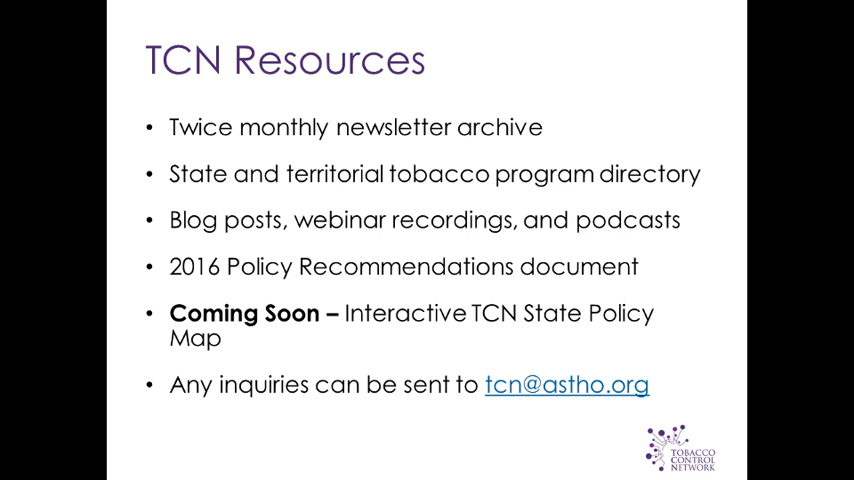 TCN Resources
• Twice monthly newsletter archive
• State and territorial tobacco program directory
• Blog posts, webinar recordings, and podcasts
• 2016 Policy Recommendations document
• Coming Soon – Interactive TCN State Policy
Map
• Any inquiries can be sent to tcn@astho.org
TOBACCO
CONTROL
NETWORK